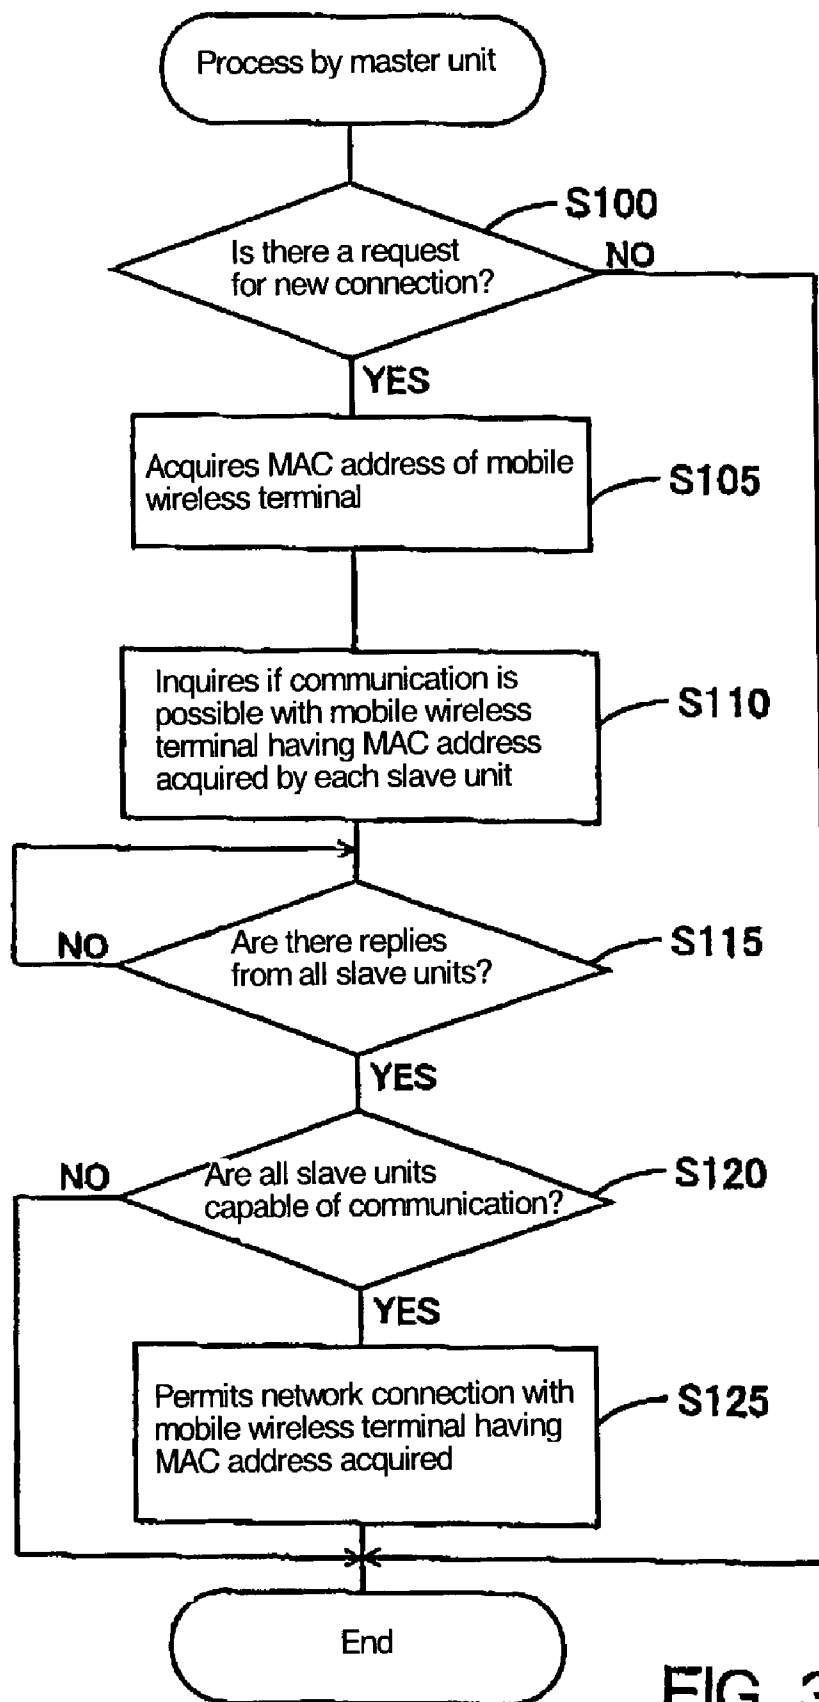 Process by master unit
S100
Is there a request
for new connection?
NO
YES
Acquires MAC address of mobile
wireless terminal
S105
Inquires if communication is
possible with mobile wireless
terminal having MAC address
acquired by each slave unit
S110
NO
Are there replies
from all slave units?
S115
YES
NO
Are all slave units
capable of communication?
S120
YES
Permits network connection with
mobile wireless terminal having
MAC address acquired
S125
End
FIG. 3